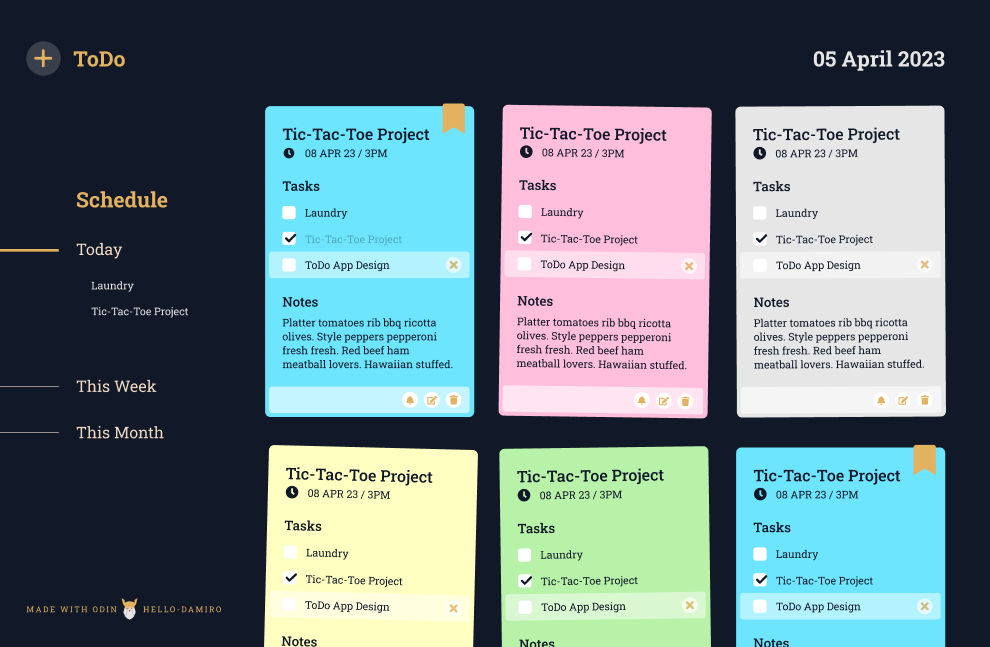 ToDo
05 April 2023
Schedule
Today
Laundry
Tic-Tac-Toe Project
This Week
This Month
MADE WITH ODIN HELLO-DAMIRO
Tic-Tac-Toe Project
08 APR 23 / 3PM
Tasks
Laundry
Tic-Tac-Toe Project
ToDo App Design
Notes
Platter tomatoes rib bbq ricotta
olives. Style peppers pepperoni
fresh fresh. Red beef ham
meatball lovers. Hawaiian stuffed.
Tic-Tac-Toe Project
08 APR 23 / 3PM
Tasks
Laundry
Tic-Tac-Toe Project
ToDo App Design
Notes
Platter tomatoes rib bbq ricotta
olives. Style peppers pepperoni
fresh fresh. Red beef ham
meatball lovers. Hawaiian stuffed.
Tic-Tac-Toe Project
08 APR 23 / 3PM
Tasks
Laundry
Tic-Tac-Toe Project
ToDo App Design
Notes
Platter tomatoes rib bbq ricotta
olives. Style peppers pepperoni
fresh fresh. Red beef ham
meatball lovers. Hawaiian stuffed.
Tic-Tac-Toe Project
08 APR 23 / 3PM
Tasks
Laundry
Tic-Tac-Toe Project
ToDo App Design
Notes
Tic-Tac-Toe Project
08 APR 23 / 3PM
Tasks
Laundry
Tic-Tac-Toe Project
ToDo App Design
Notes
Tic-Tac-Toe Project
08 APR 23 / 3PM
Tasks
Laundry
Tic-Tac-Toe Project
ToDo App Design
Notes